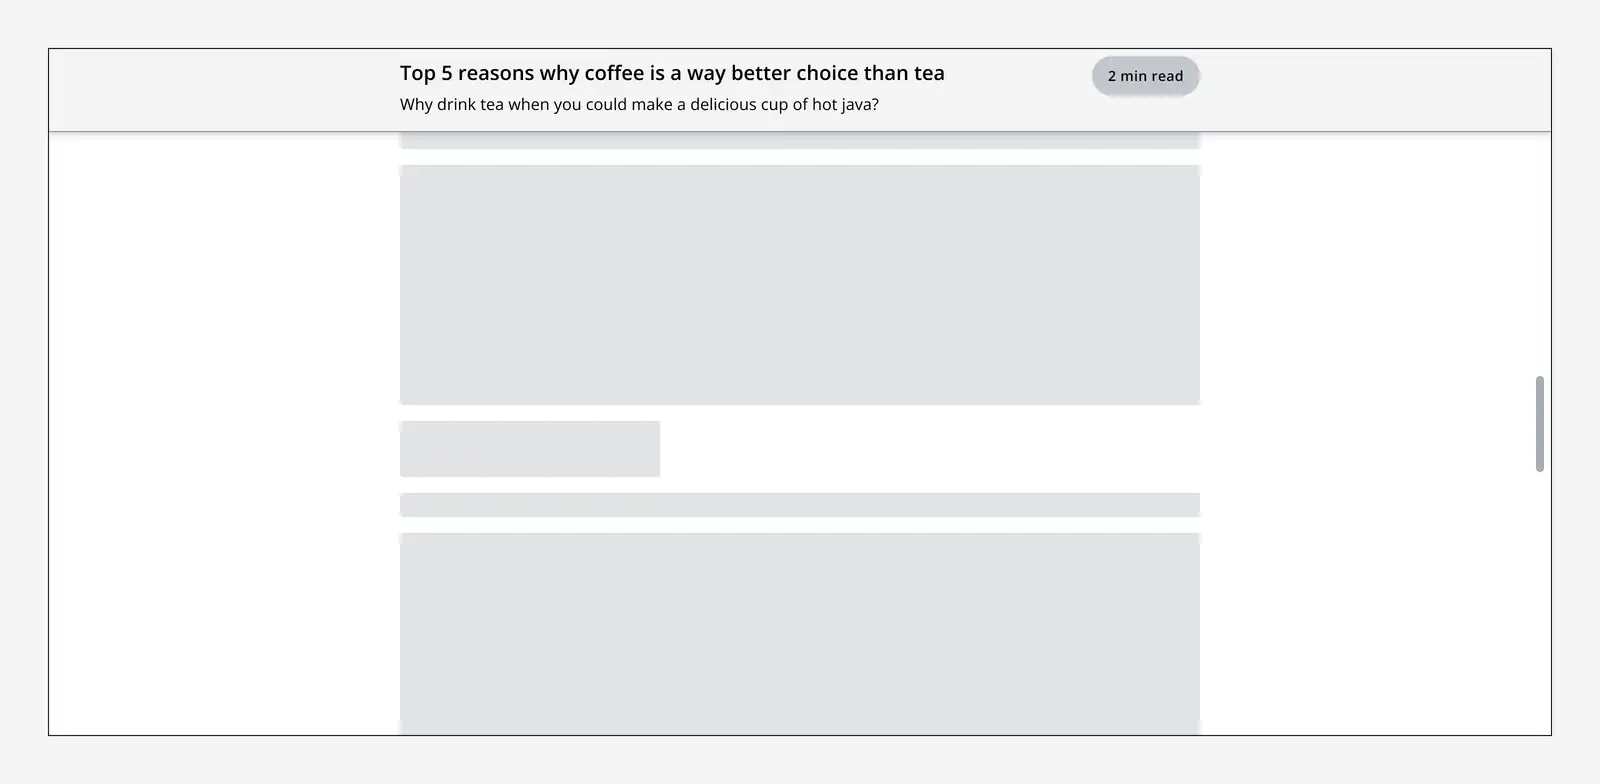 Top 5 reasons why coffee is a way better choice than tea
2 min read
Why drink tea when you could make a delicious cup of hot java?